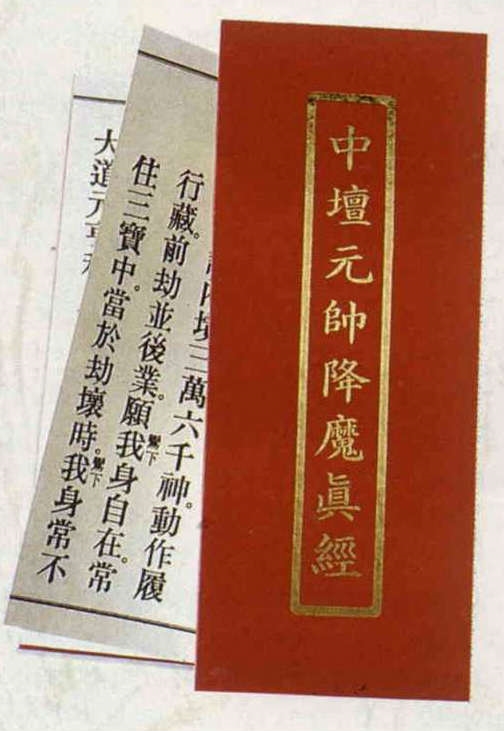 中壇元帥降魔眞經
三萬六千神。動作履
行藏。前劫並後業。願我身自在。常
住三寶中。當於劫壞時。我身常不
大道元亨